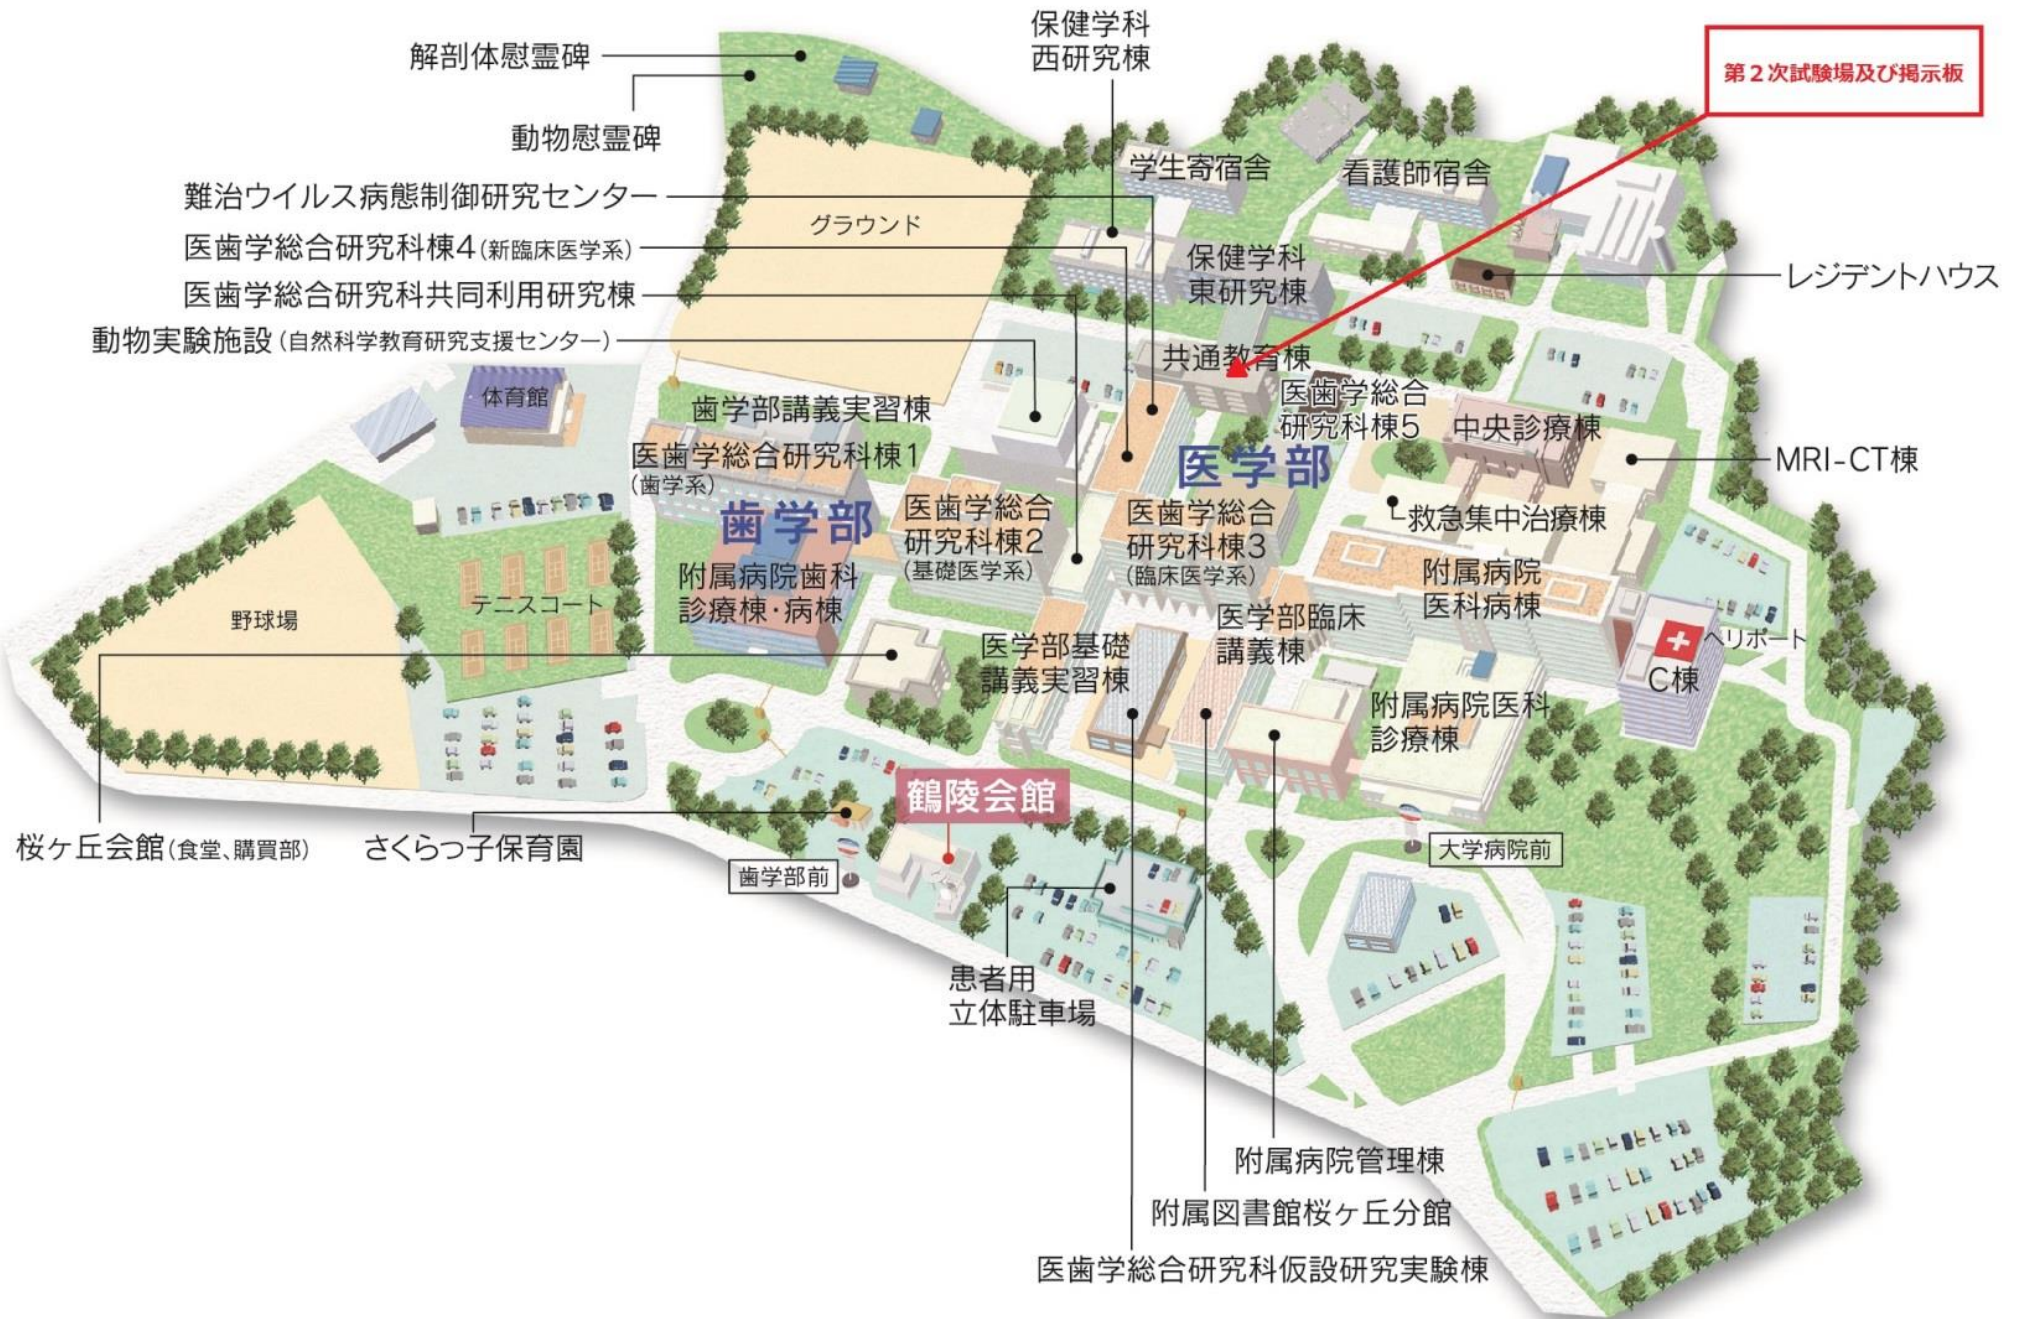 保健学科
西研究棟
解剖体慰霊碑
第2次試験場及び掲示板
動物慰霊碑
学生寄宿舎
看護師宿舎
難治ウイルス病態制御研究センター
グラウンド
医歯学総合研究科棟4(新臨床医学系)
保健学科
東研究棟
レジデントハウス
医歯学総合研究科共同利用研究棟
動物実験施設(自然科学教育研究支援センター)
共通教育棟
体育館
歯学部講義実習棟
医歯学総合
研究科棟5
中央診療棟
医歯学総合研究科棟1
(歯学系)
医学部
MRI-CT棟
歯学部
医歯学総合
研究科棟2
(基礎医学系)
医歯学総合
研究科棟3
(臨床医学系)
救急集中治療棟
附属病院歯科
診療棟・病棟
附属病院
医科病棟
テニスコート
野球場
医学部臨床
講義棟
ヘリポート
医学部基礎
講義実習棟
C棟
附属病院医科
診療棟
鶴陵会館
桜ヶ丘会館(食堂、購買部)
さくらっ子保育園
大学病院前
歯学部前
患者用
立体駐車場
附属病院管理棟
附属図書館桜ヶ丘分館
医歯学総合研究科仮設研究実験棟